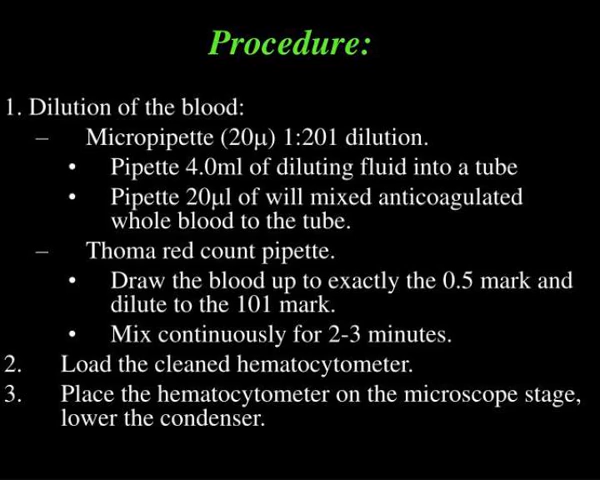 Procedure:
1. Dilution of the blood:
– Micropipette (20μ) 1:201 dilution.
• Pipette 4.0ml of diluting fluid into a tube
• Pipette 20μl of will mixed anticoagulated
whole blood to the tube.
– Thoma red count pipette.
• Draw the blood up to exactly the 0.5 mark and
dilute to the 101 mark.
• Mix continuously for 2-3 minutes.
2. Load the cleaned hematocytometer.
3. Place the hematocytometer on the microscope stage,
lower the condenser.